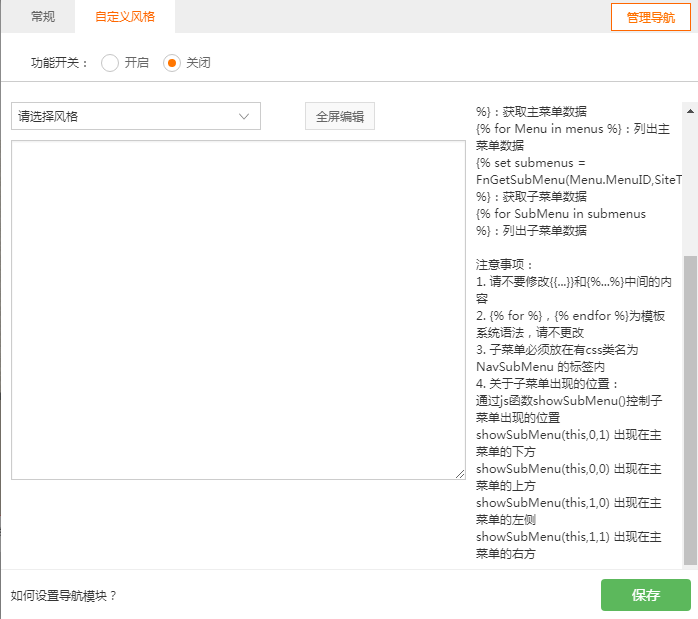 常规
自定义风格
管理导航
功能开关：
开启
关闭
请选择风格
全屏编辑
%}：获取主菜单数据
{% for Menu in menus %}：列出主
菜单数据
{% set submenus =
FnGetSubMenu(Menu.MenuID,SiteT
%}：获取子菜单数据
{% for SubMenu in submenus
%}：列出子菜单数据
注意事项：
1. 请不要修改{{...}}和{%...%}中间的内
容
2. {% for %}，{% endfor %}为模板
系统语法，请不更改
3. 子菜单必须放在有css类名为
NavSubMenu 的标签内
4. 关于子菜单出现的位置：
通过js函数showSubMenu()控制子
菜单出现的位置
showSubMenu(this,0,1) 出现在主
菜单的下方
showSubMenu(this,0,0) 出现在主
菜单的上方
showSubMenu(this,1,0) 出现在主
菜单的左侧
showSubMenu(this,1,1) 出现在主
菜单的右方
如何设置导航模块？
保存